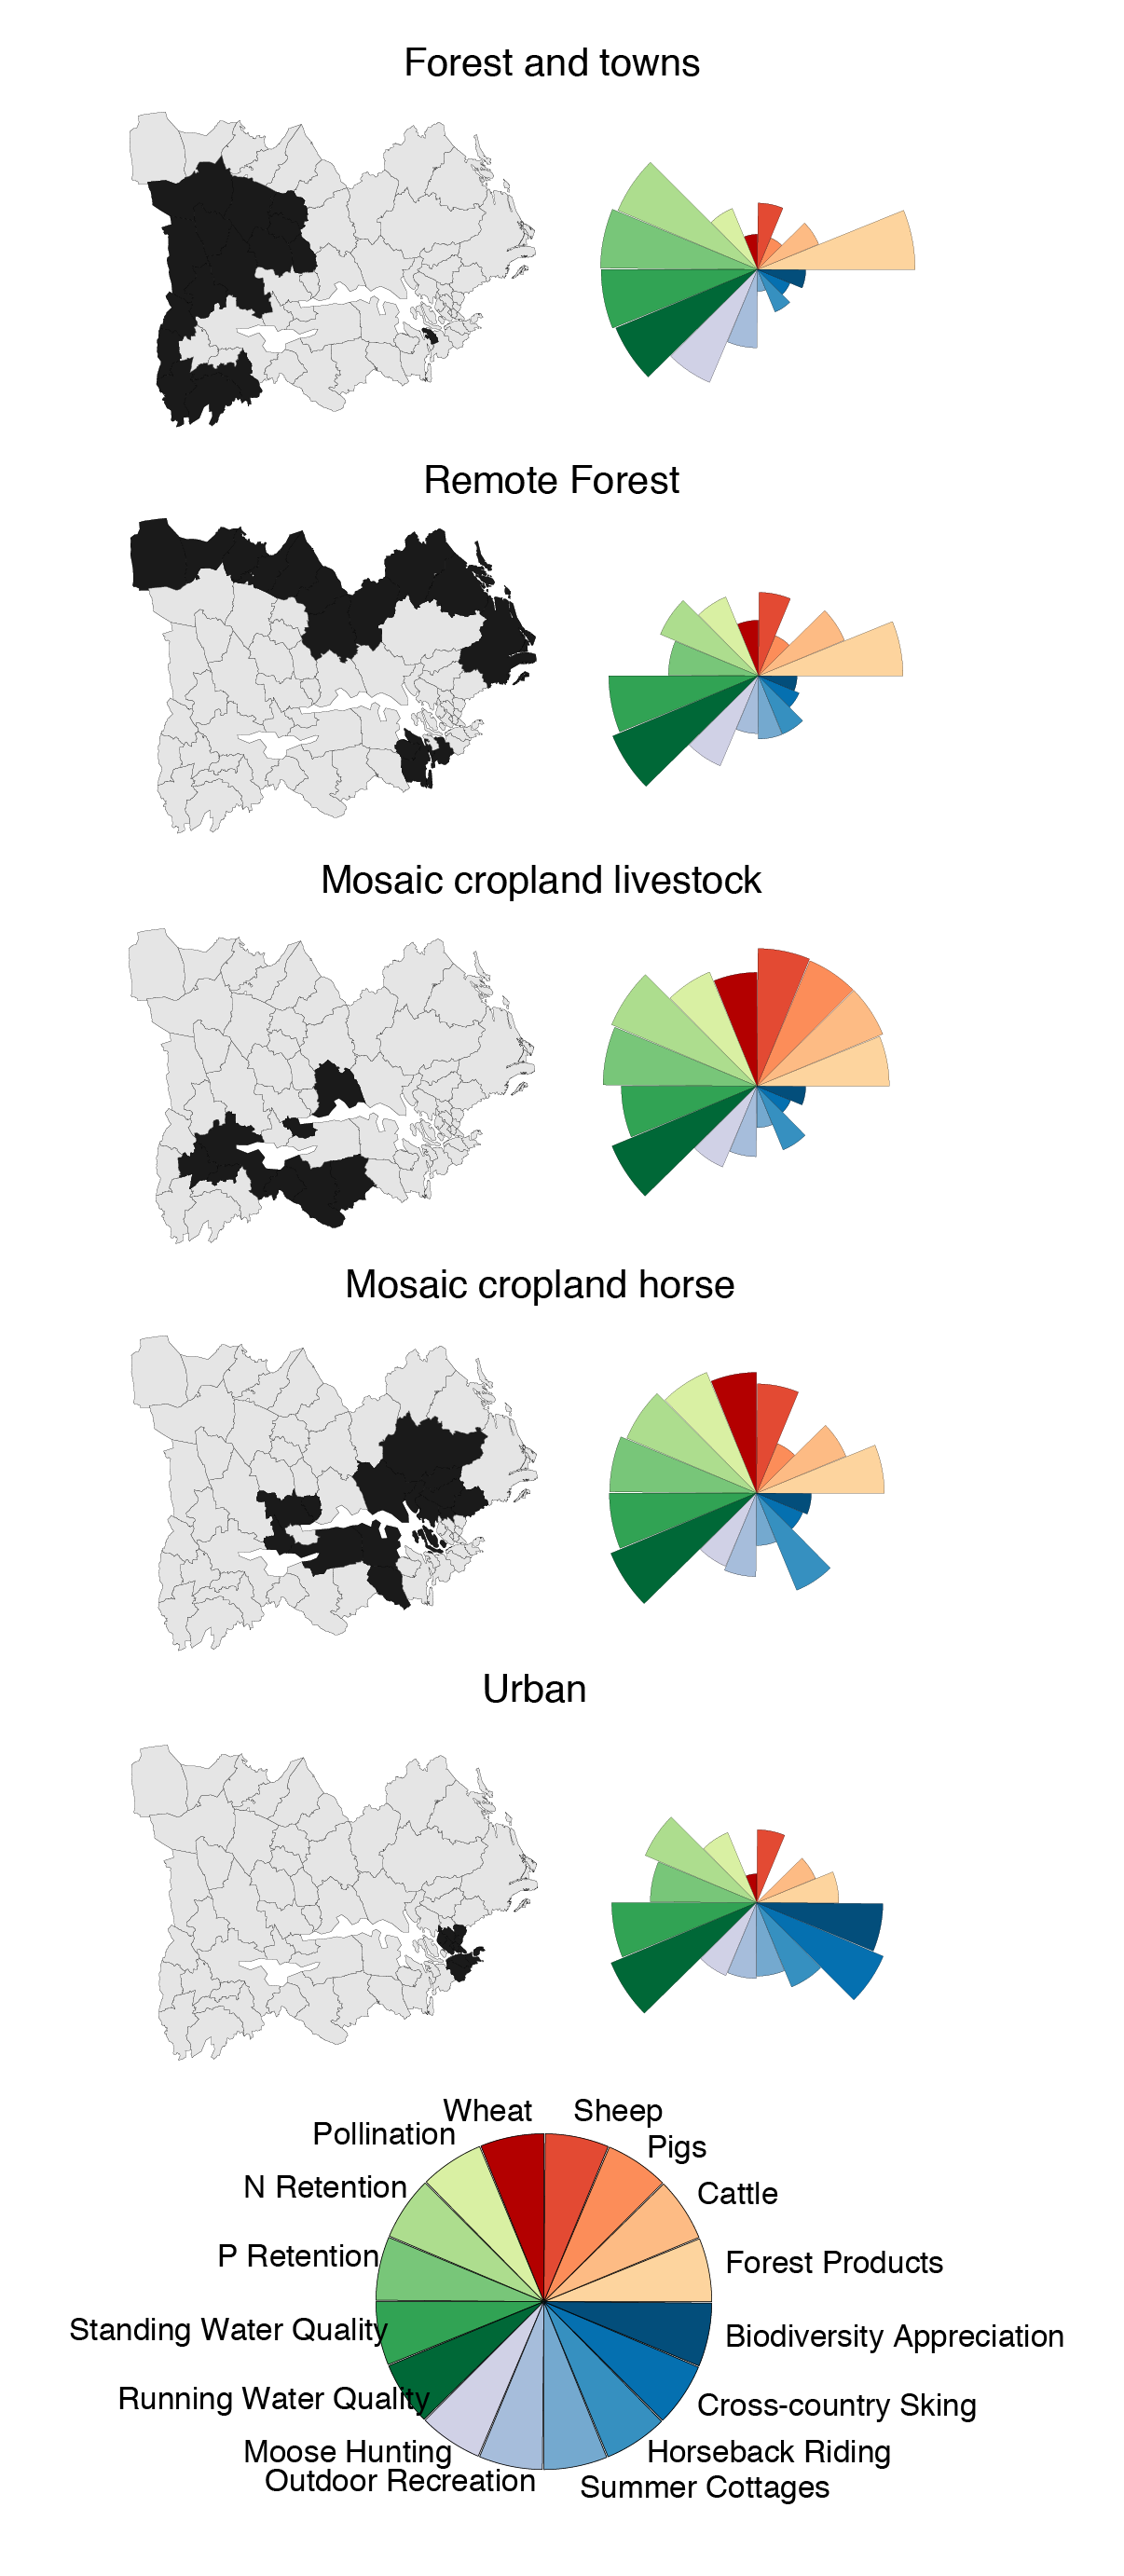 Forest and towns
Remote Forest
Mosaic cropland livestock
Mosaic cropland horse
Urban
Wheat
Sheep
Pollination
Pigs
N Retention
Cattle
P Retention
Forest Products
Standing Water Quality
Biodiversity Appreciation
Running Water Quality
Cross-country Sking
Moose Hunting
Horseback Riding
Outdoor Recreation
Summer Cottages